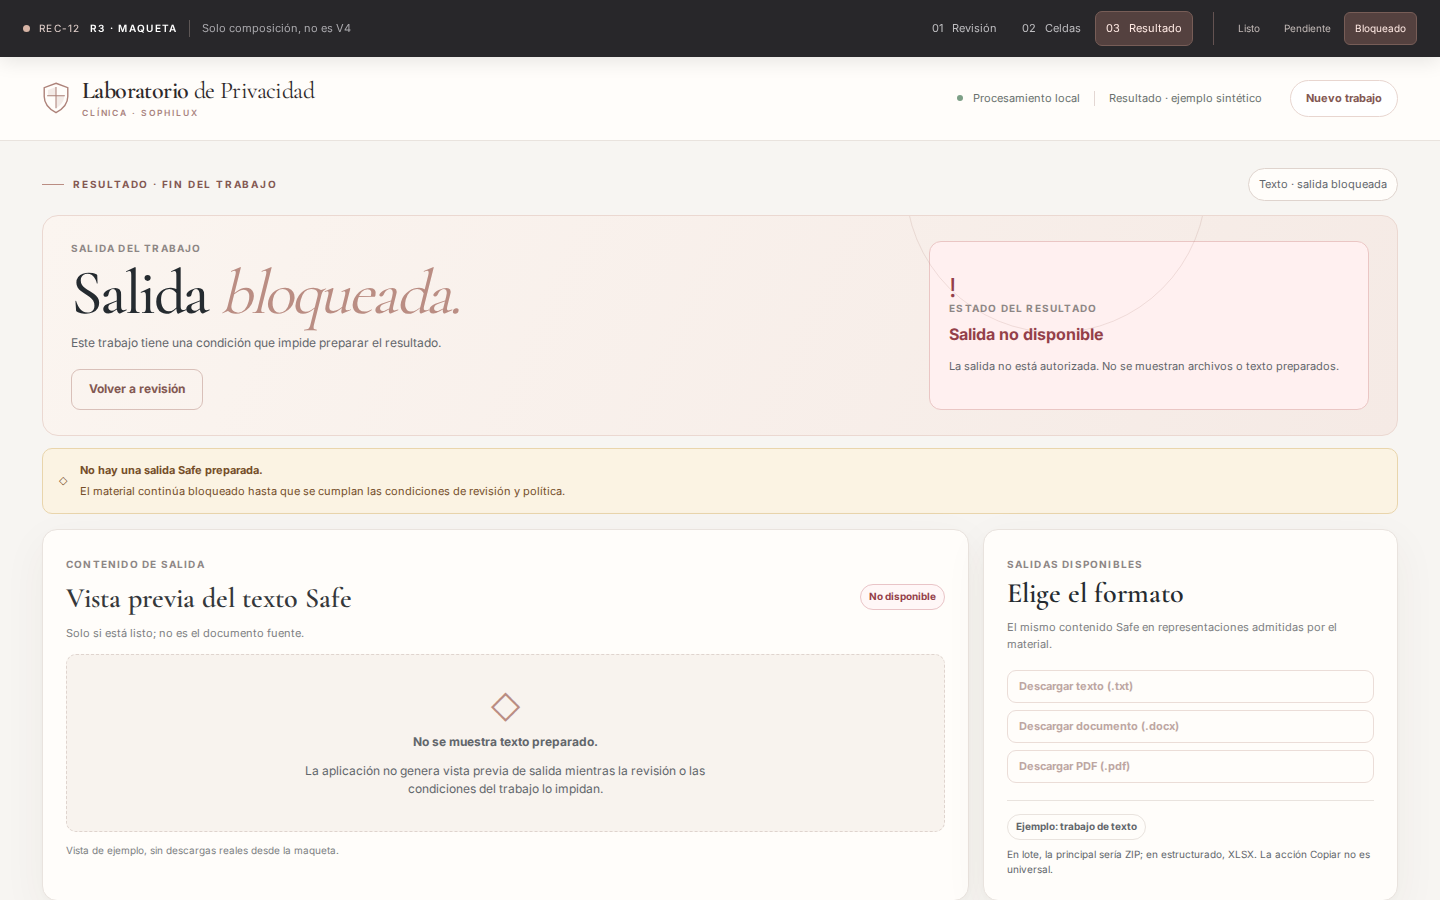 REC-12 R3 · MAQUETA Solo composición, no es V4
01 Revisión 02 Celdas 03 Resultado Listo Pendiente Bloqueado
Laboratorio de Privacidad
CLÍNICA · SOPHILUX
Procesamiento local Resultado · ejemplo sintético Nuevo trabajo
RESULTADO · FIN DEL TRABAJO
Texto · salida bloqueada
SALIDA DEL TRABAJO
Salida bloqueada.
Este trabajo tiene una condición que impide preparar el resultado.
Volver a revisión
!
ESTADO DEL RESULTADO
Salida no disponible
La salida no está autorizada. No se muestran archivos o texto preparados.
No hay una salida Safe preparada.
El material continúa bloqueado hasta que se cumplan las condiciones de revisión y política.
CONTENIDO DE SALIDA
Vista previa del texto Safe
No disponible
Solo si está listo; no es el documento fuente.
No se muestra texto preparado.
La aplicación no genera vista previa de salida mientras la revisión o las
condiciones del trabajo lo impidan.
Vista de ejemplo, sin descargas reales desde la maqueta.
SALIDAS DISPONIBLES
Elige el formato
El mismo contenido Safe en representaciones admitidas por el
material.
Descargar texto (.txt)
Descargar documento (.docx)
Descargar PDF (.pdf)
Ejemplo: trabajo de texto
En lote, la principal sería ZIP; en estructurado, XLSX. La acción Copiar no es
universal.